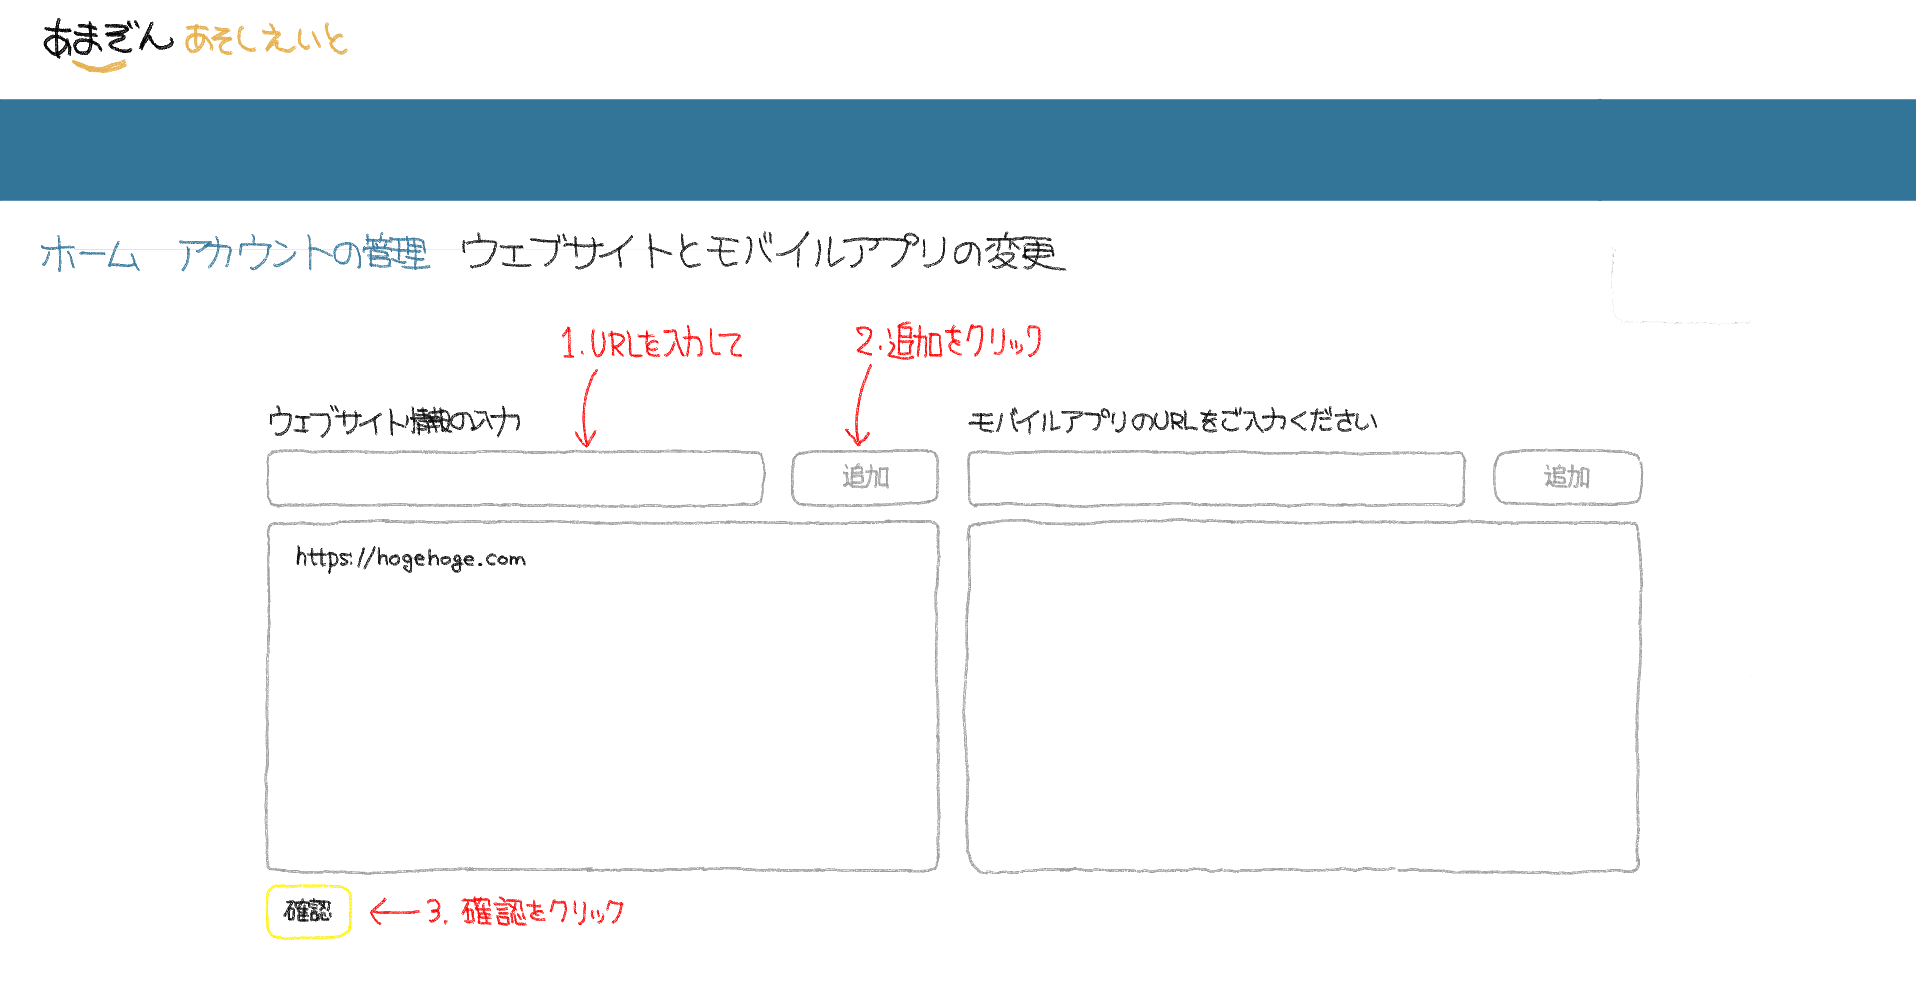 あまぞん あそしえいと
ホーム アカウントの管理 ウェブサイトとモバイルアプリの変更
1.URLを入力して
2.追加をクリック
ウェブサイト情報の入力
追加
https://hogehoge.com
モバイルアプリのURLをご入力ください
追加
確認
3.確認をクリック